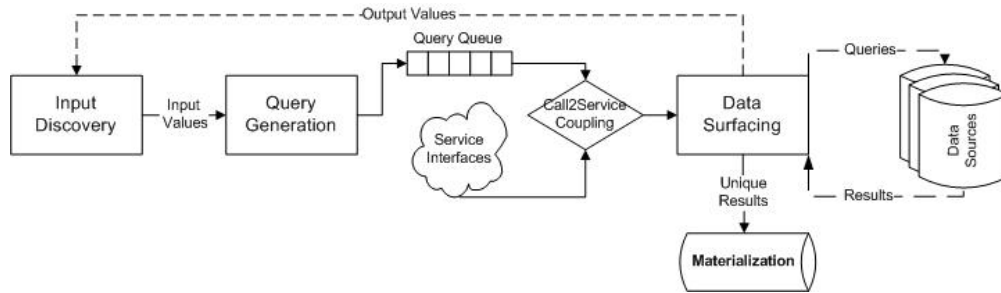 Output Values
Query Queue
Queries
Input
Discovery
Input
Values
Query
Generation
Call2Service
Coupling
Data
Surfacing
Data
Sources
Service
Interfaces
Unique
Results
Results
Materialization